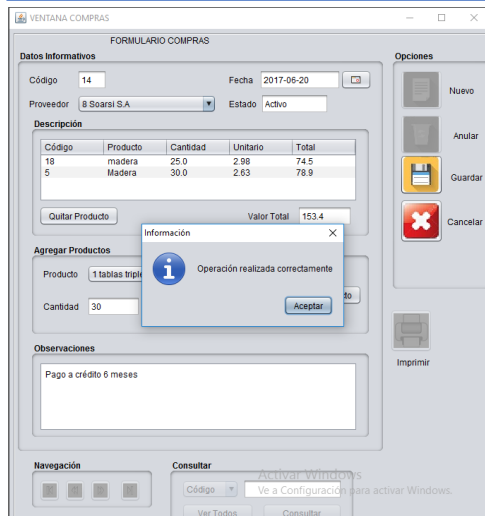 VENTANA COMPRAS
FORMULARIO COMPRAS
Datos Informativos
Opciones
Código 14 Fecha 2017-06-20
Nuevo
Proveedor 8 Soarsi S.A Estado Activo
Descripción
Anular
Código Producto Cantidad Unitario Total
18 madera 25.0 2.98 74.5
5 Madera 30.0 2.63 78.9
Guardar
Quitar Producto Valor Total 153.4
Cancelar
Información
Agregar Productos
Producto 1 tablas triple
Operación realizada correctamente
Cantidad 30
Aceptar
Observaciones
Imprimir
Pago a crédito 6 meses
Navegación
Consultar
Activar Windows
Código
Ve a Configuración para activar Windows.
Ver Todos Consultar